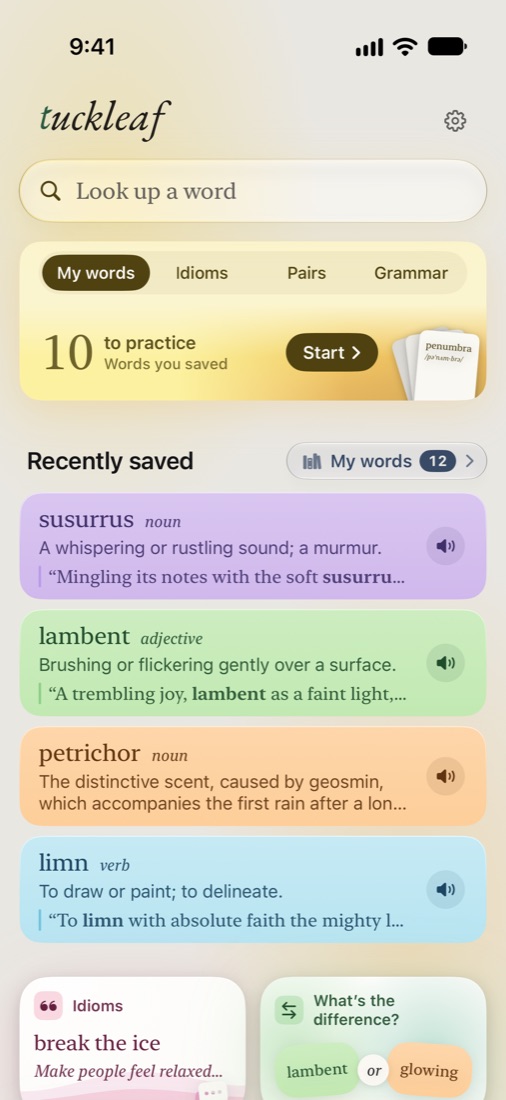 9:41
tuckleaf
Look up a word
My words Idioms Pairs Grammar
10 to practice
Words you saved
Start
penumbra
Recently saved
My words 12
susurrus noun
A whispering or rustling sound; a murmur.
“Mingling its notes with the soft susurru...
lambent adjective
Brushing or flickering gently over a surface.
“A trembling joy, lambent as a faint light,...
petrichor noun
The distinctive scent, caused by geosmin,
which accompanies the first rain after a lon...
limn verb
To draw or paint; to delineate.
“To limn with absolute faith the mighty l...
Idioms
break the ice
Make people feel relaxed...
What’s the
difference?
lambent or glowing